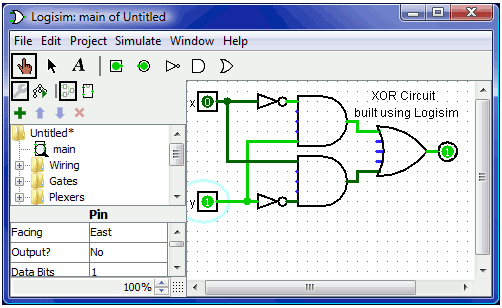 Logisim: main of Untitled
File Edit Project Simulate Window Help
A
XOR Circuit
built using Logisim
x 0
1
y 1
Untitled*
main
Wiring
Gates
Plexers
Pin
Facing East
Output? No
Data Bits 1
100%